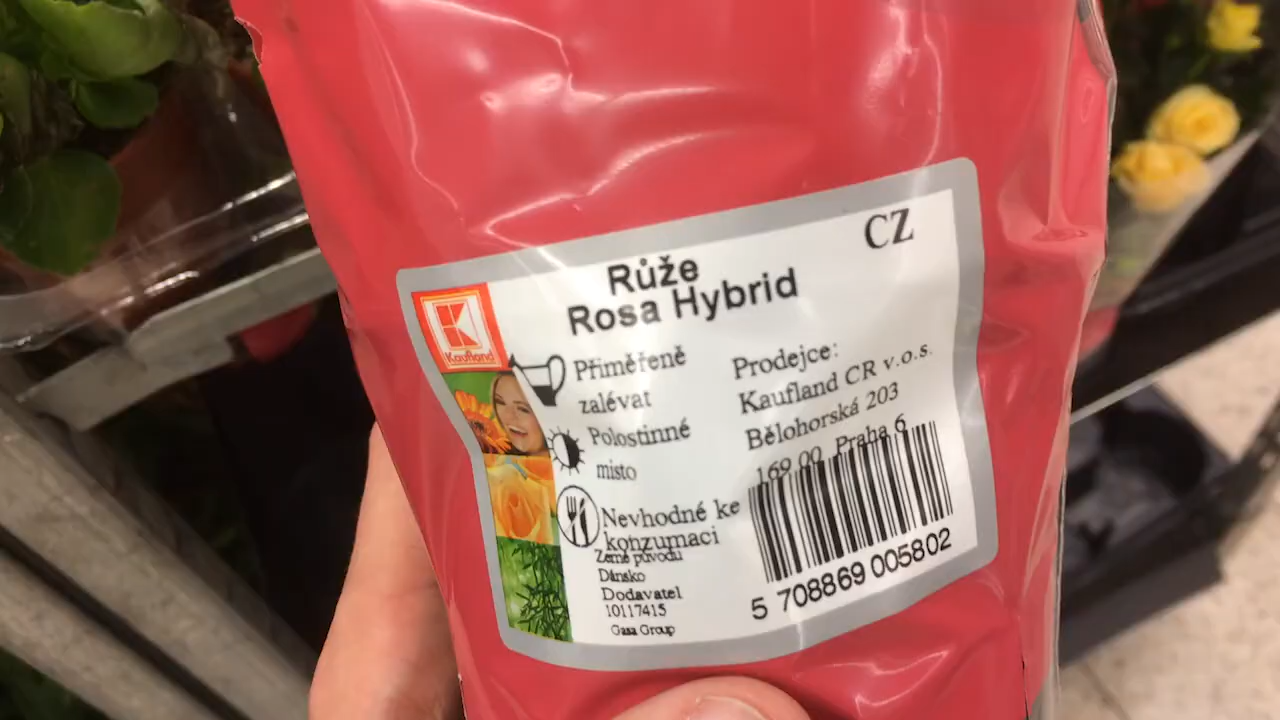 CZ
Růže
Rosa Hybrid
Kaufland
Přiměřeně
zalévat
Polostinné
místo
Nevhodné ke
konzumaci
Země původu
Dánsko
Dodavatel
10117415
Gasa Group
Prodejce:
Kaufland CR v.o.s.
Bělohorská 203
169 00 Praha 6
5 708869 005802